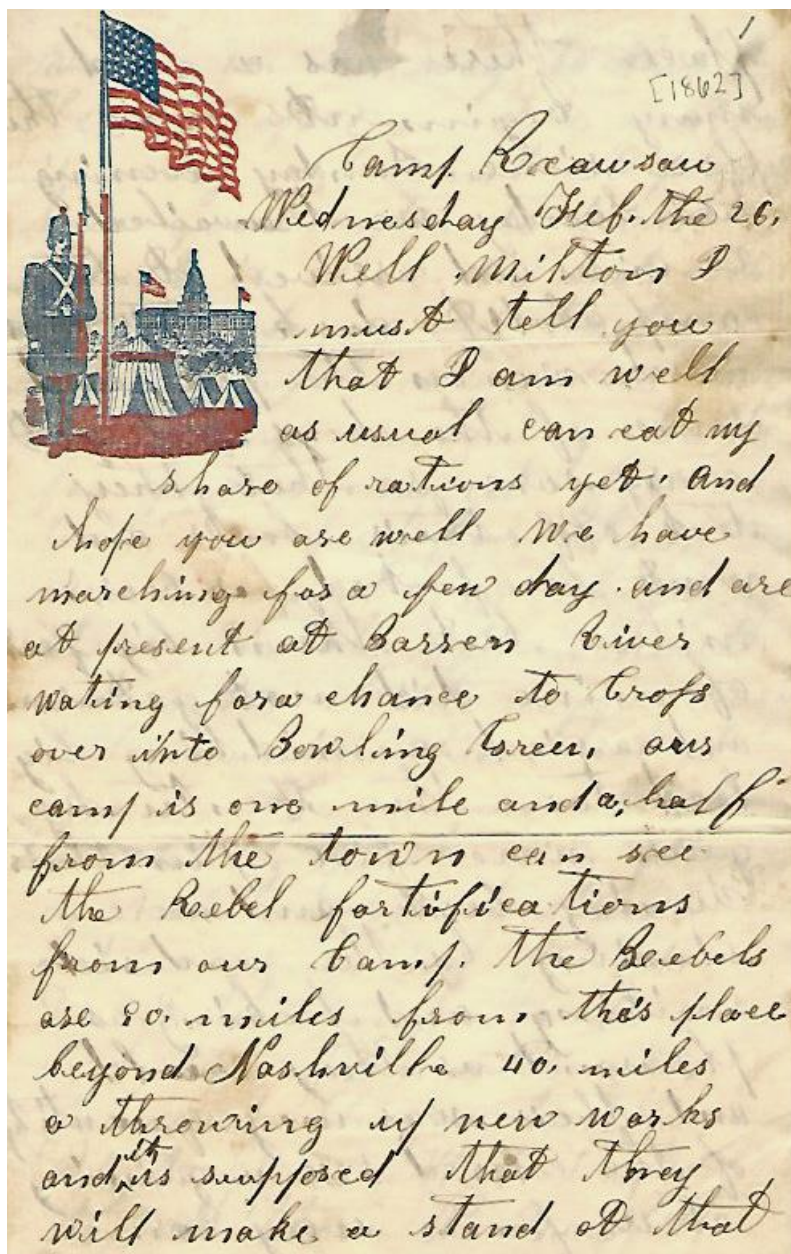 1
[1862]
Camp Reawsau
Wednesday Feb. the 26.
Well Milton I
must tell you
that I am well
as usual can eat my
share of rations yet. and
hope you are well we have
marching for a few day. and are
at present at Barren River
wating for a chance to Cross
over into Bowling Green, our
camp is one mile and a, half
from the town can see
the Rebel fortifications
from our Camp. the Reebels
are 80. miles from this place
beyond Nashville 40. miles
a throwing up new works
and it is supposed that they
will make a stand at that